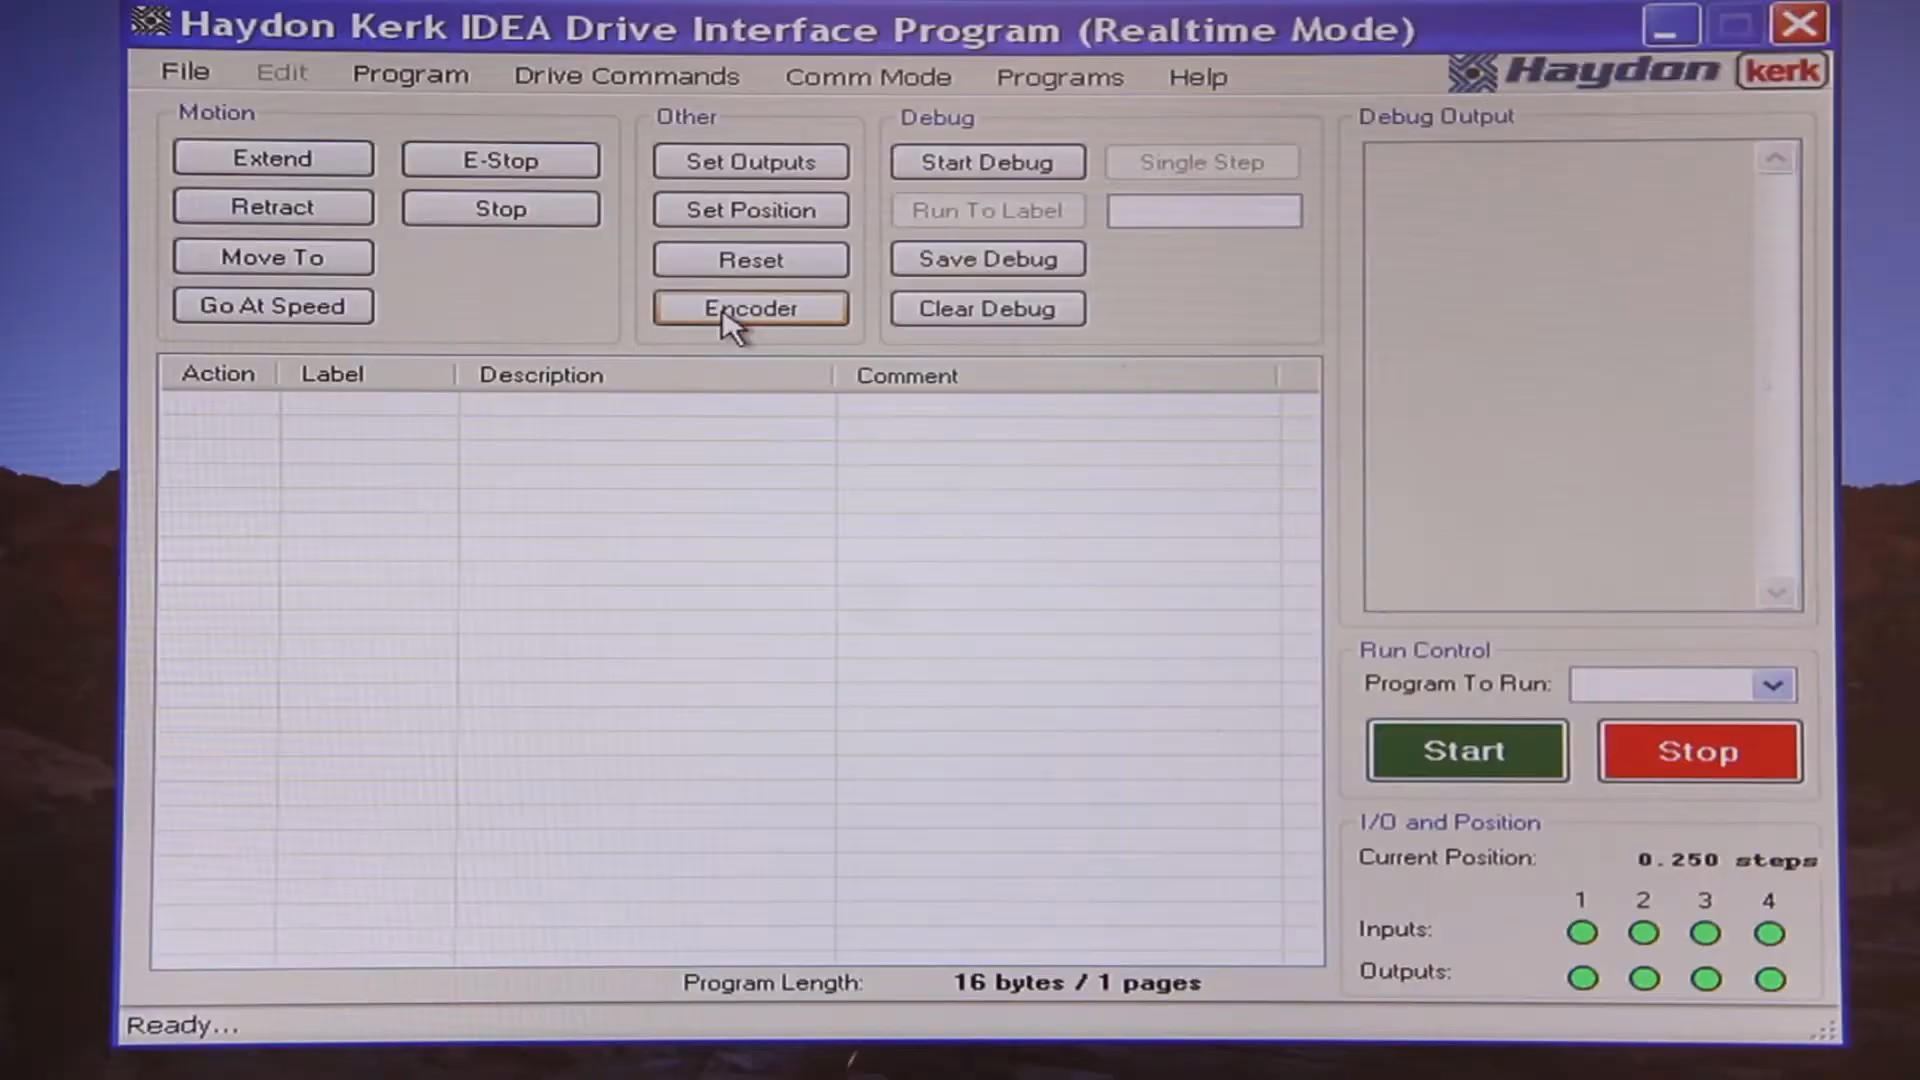 Haydon Kerk IDEA Drive Interface Program (Realtime Mode)
File Edit Program Drive Commands Comm Mode Programs Help
Haydon kerk
Motion
Extend E-Stop
Retract Stop
Move To
Go At Speed
Other
Set Outputs
Set Position
Reset
Encoder
Debug
Start Debug Single Step
Run To Label
Save Debug
Clear Debug
Debug Output
Action Label Description Comment
Program Length: 16 bytes / 1 pages
Run Control
Program To Run:
Start Stop
I/O and Position
Current Position: 0.250 steps
1 2 3 4
Inputs:
Outputs:
Ready...